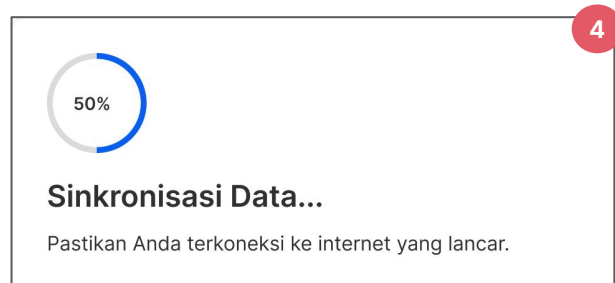 4
50%
Sinkronisasi Data...
Pastikan Anda terkoneksi ke internet yang lancar.